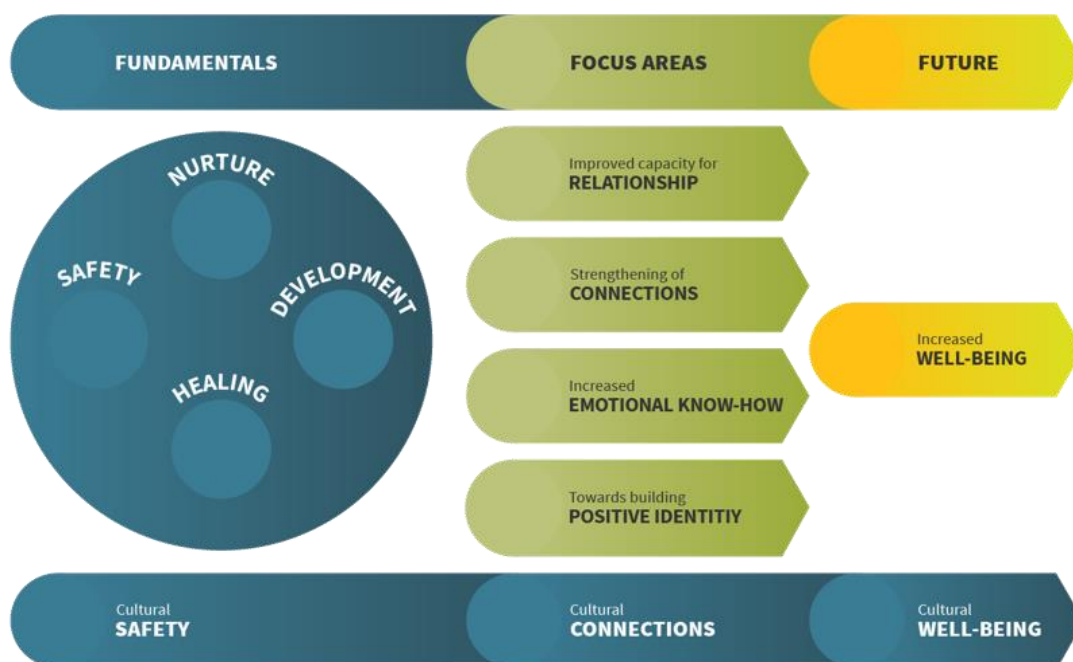 FUNDAMENTALS
FOCUS AREAS
FUTURE
NURTURE
SAFETY
DEVELOPMENT
HEALING
Improved capacity for
RELATIONSHIP
Strengthening of
CONNECTIONS
Increased
EMOTIONAL KNOW-HOW
Towards building
POSITIVE IDENTITIY
Increased
WELL-BEING
Cultural
SAFETY
Cultural
CONNECTIONS
Cultural
WELL-BEING